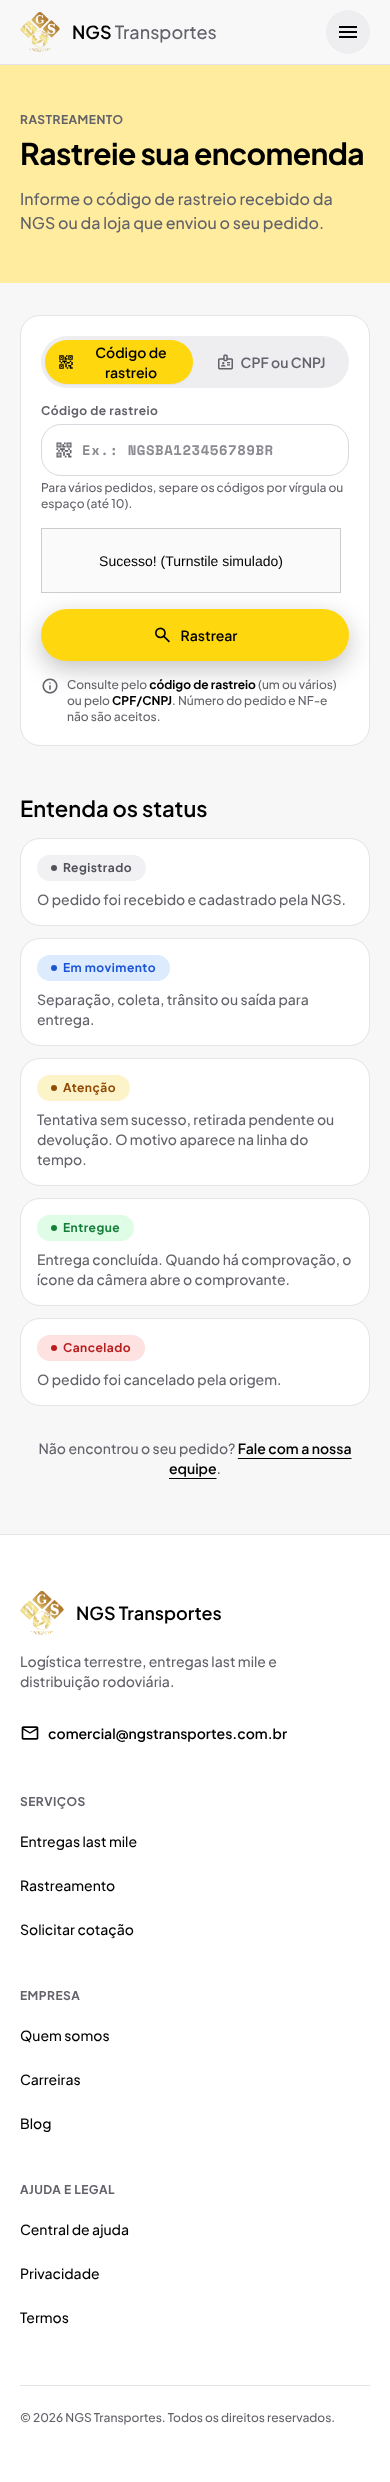 NGS Transportes
RASTREAMENTO
Rastreie sua encomenda
Informe o código de rastreio recebido da
NGS ou da loja que enviou o seu pedido.
Código de
rastreio
CPF ou CNPJ
Código de rastreio
Ex.: NGSBA123456789BR
Para vários pedidos, separe os códigos por vírgula ou
espaço (até 10).
Sucesso! (Turnstile simulado)
Rastrear
Consulte pelo código de rastreio (um ou vários)
ou pelo CPF/CNPJ. Número do pedido e NF-e
não são aceitos.
Entenda os status
Registrado
O pedido foi recebido e cadastrado pela NGS.
Em movimento
Separação, coleta, trânsito ou saída para
entrega.
Atenção
Tentativa sem sucesso, retirada pendente ou
devolução. O motivo aparece na linha do
tempo.
Entregue
Entrega concluída. Quando há comprovação, o
ícone da câmera abre o comprovante.
Cancelado
O pedido foi cancelado pela origem.
Não encontrou o seu pedido? Fale com a nossa
equipe.
NGS Transportes
Logística terrestre, entregas last mile e
distribuição rodoviária.
comercial@ngstransportes.com.br
SERVIÇOS
Entregas last mile
Rastreamento
Solicitar cotação
EMPRESA
Quem somos
Carreiras
Blog
AJUDA E LEGAL
Central de ajuda
Privacidade
Termos
© 2026 NGS Transportes. Todos os direitos reservados.